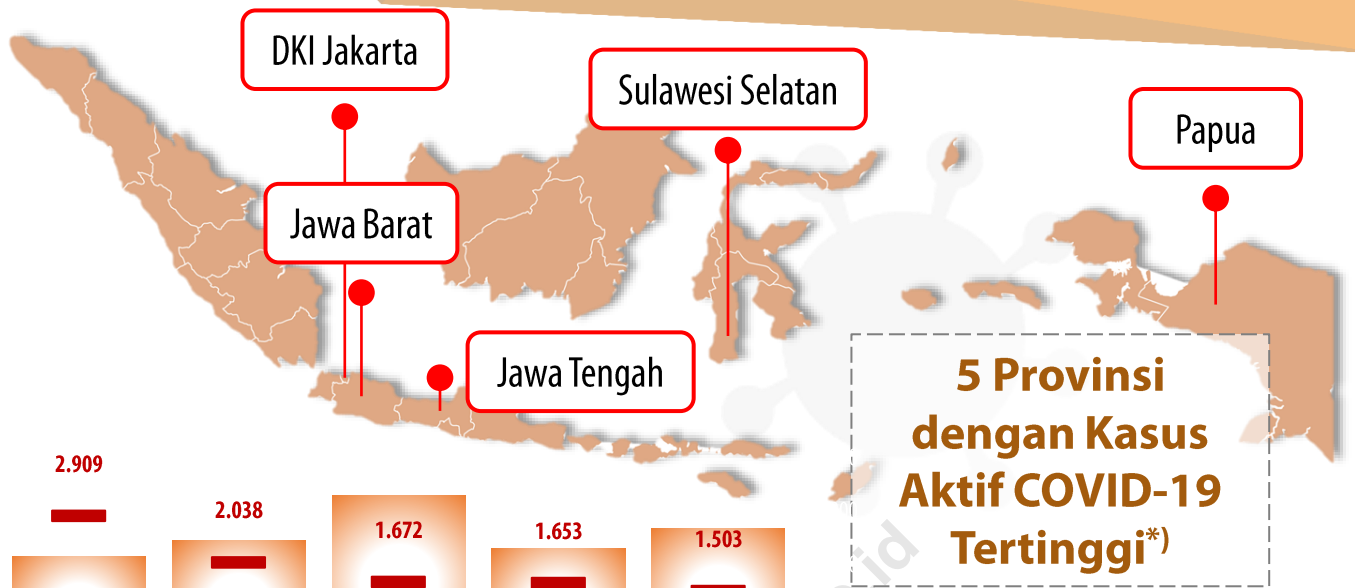 DKI Jakarta
Sulawesi Selatan
Papua
Jawa Barat
Jawa Tengah
5 Provinsi
dengan Kasus
Aktif COVID-19
Tertinggi*)
2.909
2.038
1.672
1.653
1.503
id